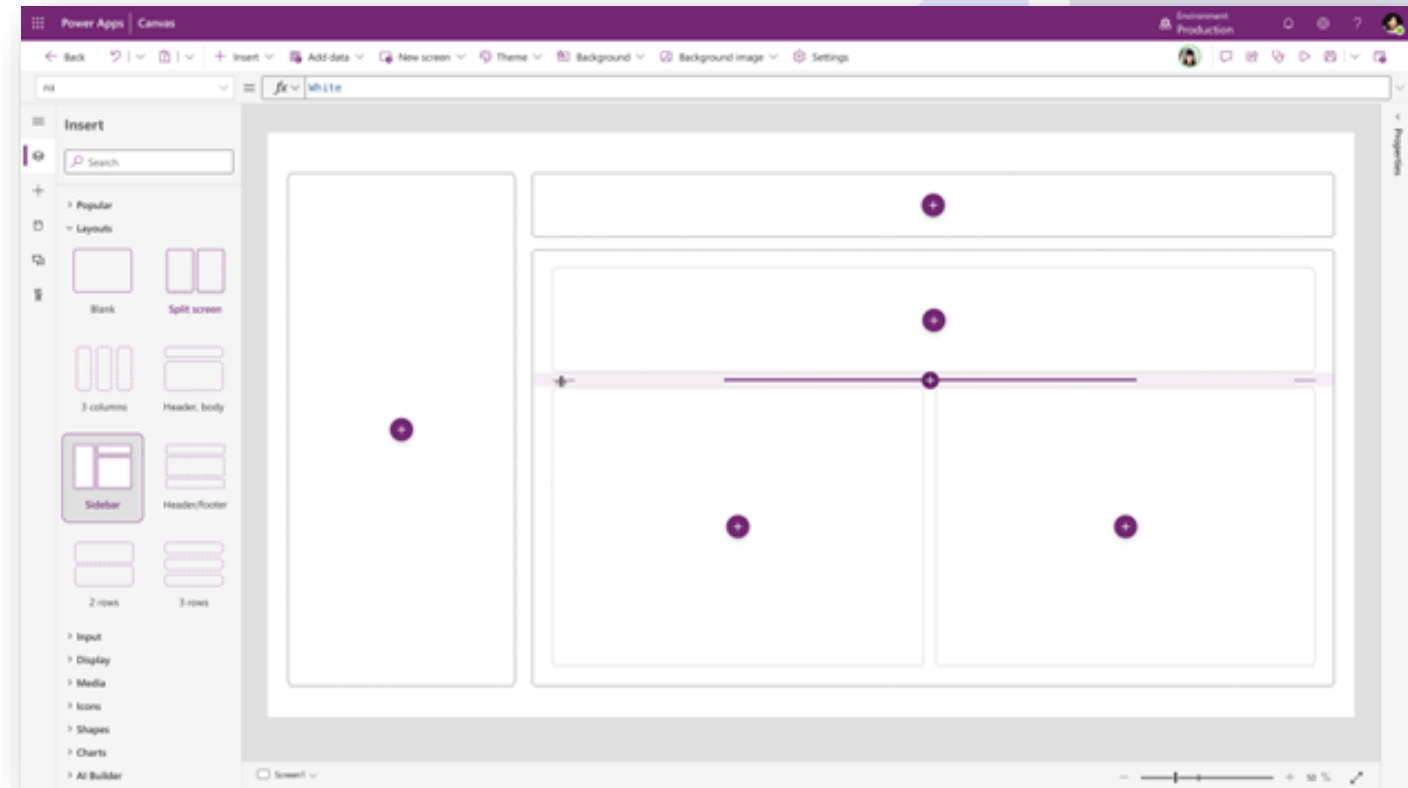 Power Apps | Canvas
Environment
Production
?
Back
Insert
Add data
New screen
Theme
Background
Background image
Settings
Fill
=
fx
White
Insert
Search
Properties
Popular
Layouts
Blank
Split screen
3 columns
Header, body
Sidebar
Header/footer
2 rows
3 rows
Input
Display
Media
Icons
Shapes
Charts
AI Builder
Screen1
50 %